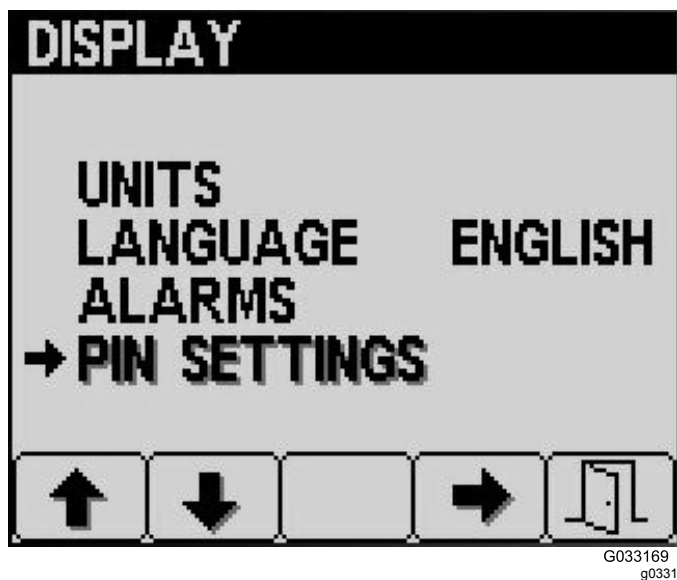 DISPLAY
UNITS
LANGUAGE ENGLISH
ALARMS
PIN SETTINGS
G033169
g0331